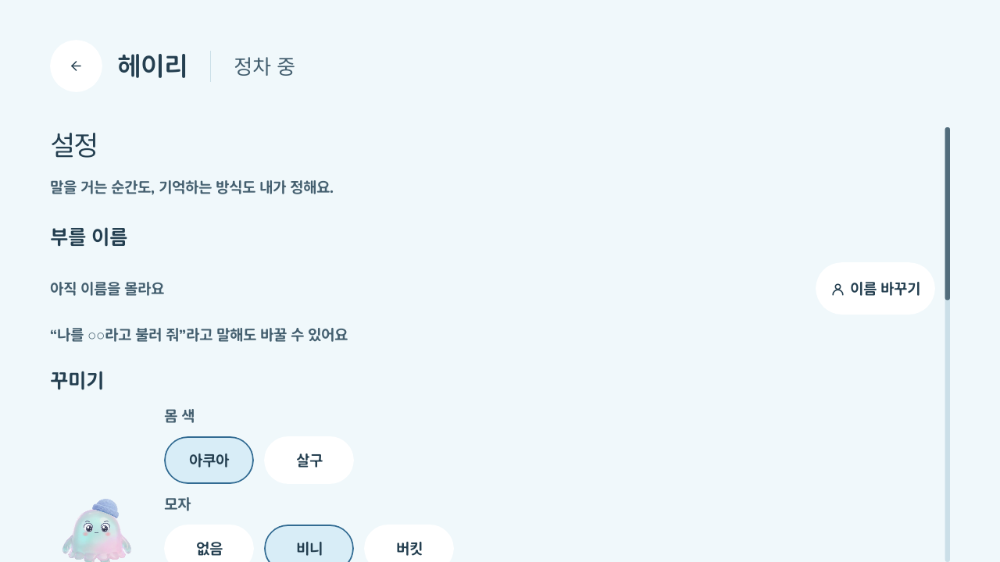 헤이리
정차 중
설정
말을 거는 순간도, 기억하는 방식도 내가 정해요.
부를 이름
아직 이름을 몰라요
이름 바꾸기
“나를 ○○라고 불러 줘”라고 말해도 바꿀 수 있어요
꾸미기
몸 색
아쿠아 살구
모자
없음 비니 버킷